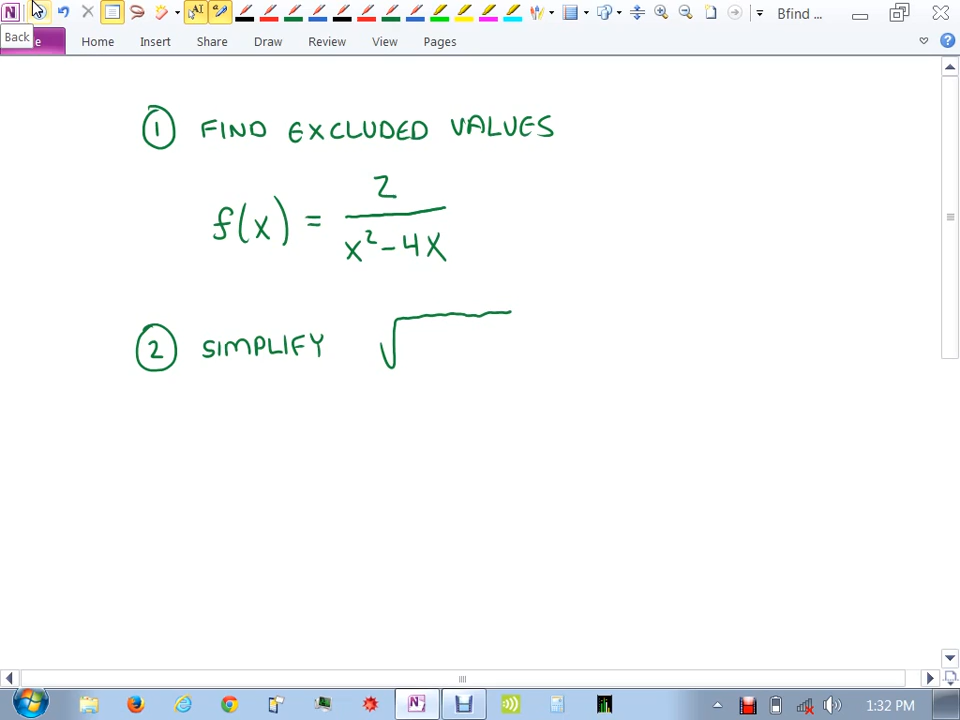 Bfind ...
Back
Home Insert Share Draw Review View Pages
① FIND EXCLUDED VALUES
f(x) = 2 / (x² - 4x)
② SIMPLIFY √
1:32 PM